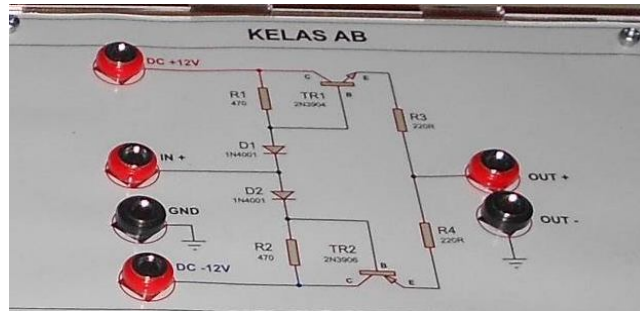 KELAS AB
DC +12V
C
E
B
R1
470
TR1
2N3904
R3
220R
D1
1N4001
IN +
OUT +
D2
1N4001
GND
OUT -
R4
220R
R2
470
TR2
2N3906
B
C
E
DC -12V